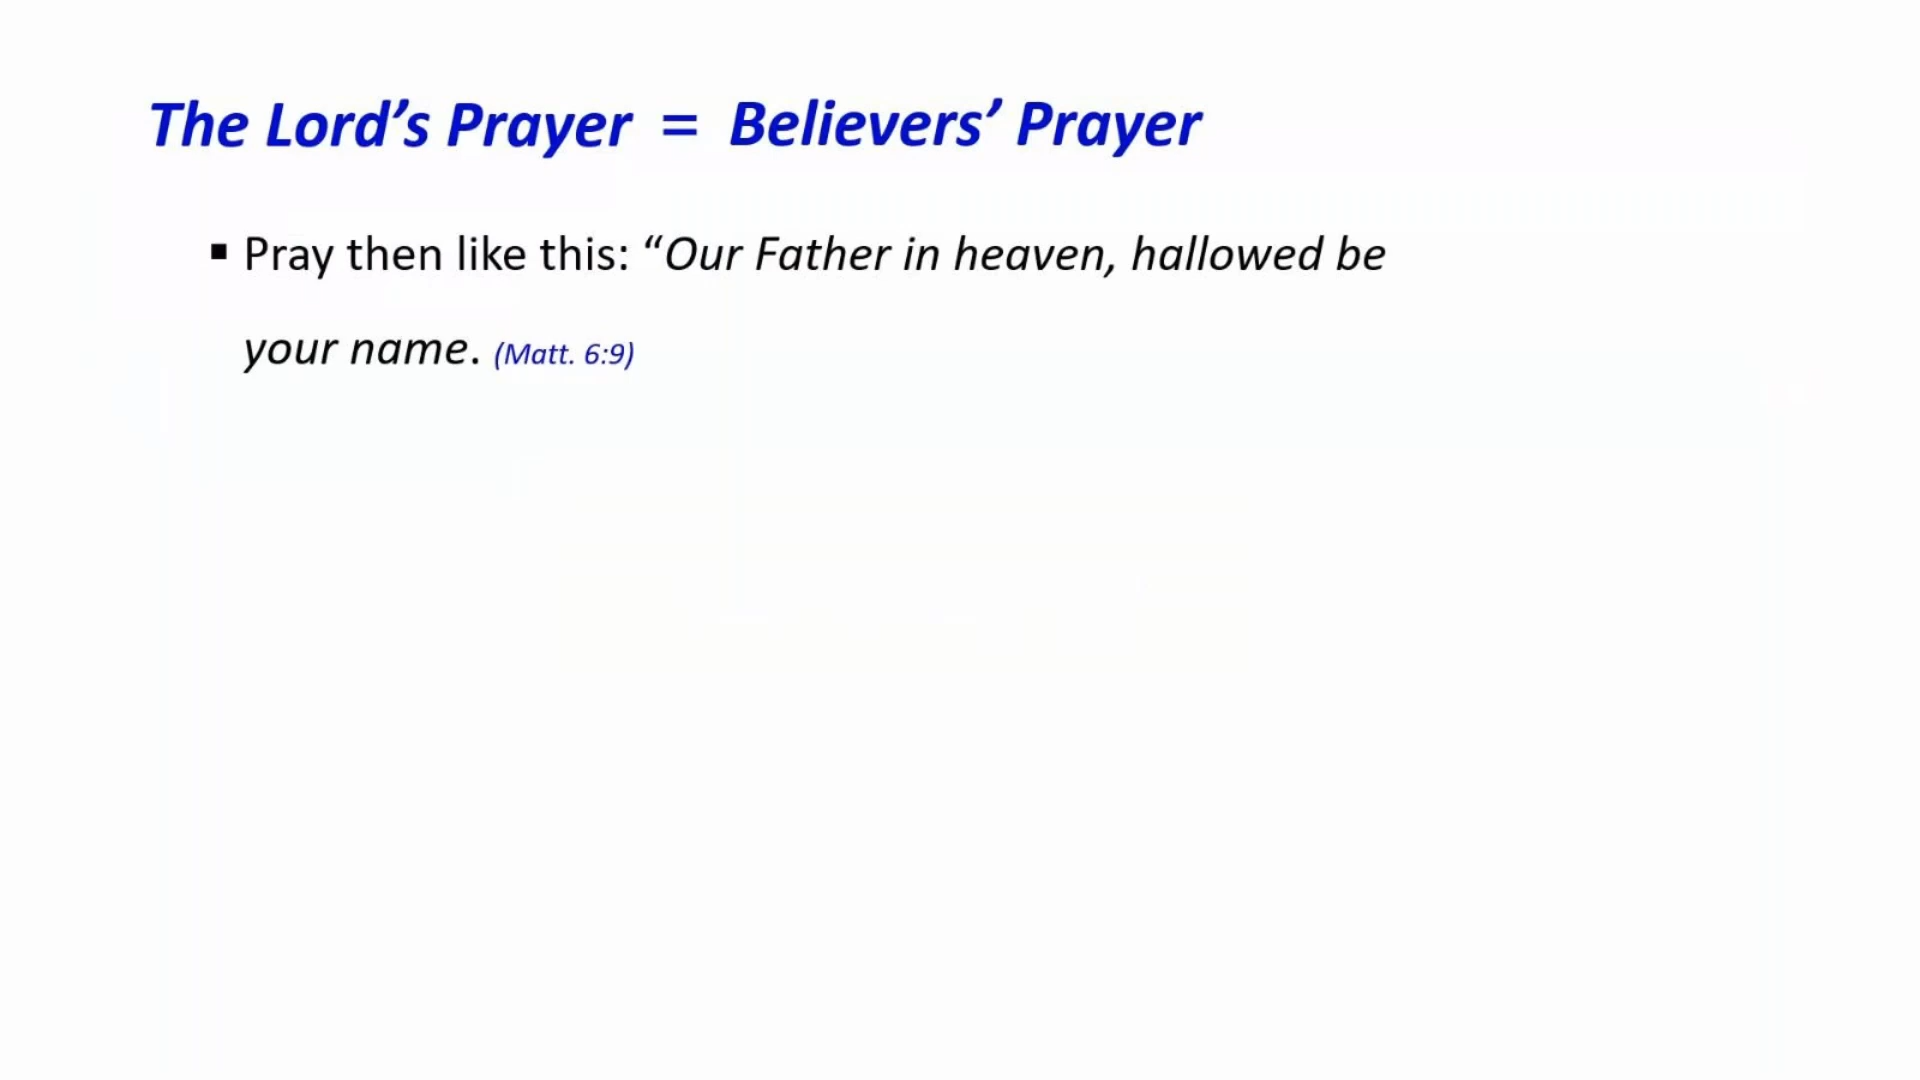 The Lord’s Prayer = Believers’ Prayer
▪ Pray then like this: “Our Father in heaven, hallowed be
your name. (Matt. 6:9)